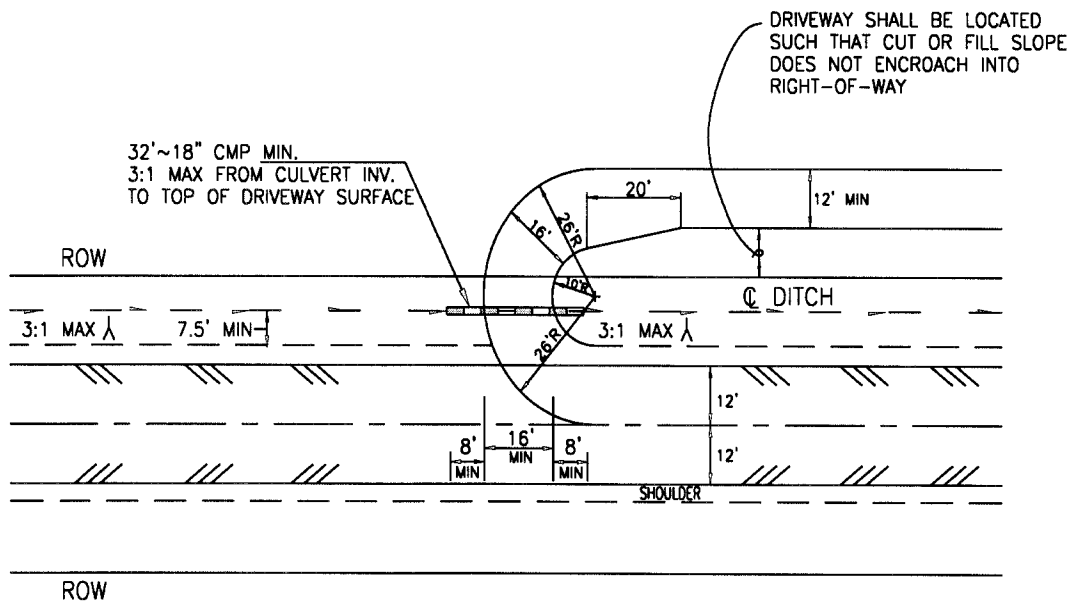 DRIVEWAY SHALL BE LOCATED
SUCH THAT CUT OR FILL SLOPE
DOES NOT ENCROACH INTO
RIGHT-OF-WAY
32'~18" CMP MIN.
3:1 MAX FROM CULVERT INV.
TO TOP OF DRIVEWAY SURFACE
20'
12' MIN
16'
26'R
10'R
ROW
℄ DITCH
3:1 MAX
7.5' MIN
26'R
3:1 MAX
12'
12'
8'
MIN
16'
MIN
8'
MIN
SHOULDER
ROW